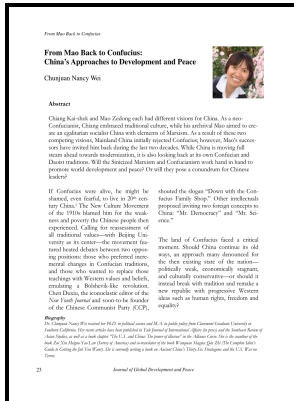 From Mao Back to Confucius
From Mao Back to Confucius:
China's Approaches to Development and Peace
Chunjuan Nancy Wei
Abstract
Chiang Kai-shek and Mao Zedong each had different visions for China. As a neo-
Confucianist, Chiang embraced traditional culture, while his archrival Mao aimed to cre-
ate an egalitarian socialist China with elements of Marxism. As a result of these two
competing visions, Mainland China initially rejected Confucius; however, Mao's succes-
sors have invited him back during the last two decades. While China is moving full
steam ahead towards modernization, it is also looking back at its own Confucian and
Daoist traditions. Will the Sinicized Marxism and Confucianism work hand in hand to
promote world development and peace? Or will they pose a conundrum for Chinese
leaders?
If Confucius were alive, he might be
shamed, even fearful, to live in 20th cen-
tury China.¹ The New Culture Movement
of the 1910s blamed him for the weak-
ness and poverty the Chinese people then
experienced. Calling for reassessment of
all traditional values—with Beijing Uni-
versity as its center—the movement fea-
tured heated debates between two oppos-
ing positions: those who preferred incre-
mental changes in Confucian traditions,
and those who wanted to replace those
teachings with Western values and beliefs,
emulating a Bolshevik-like revolution.
Chen Duxiu, the iconoclastic editor of the
New Youth Journal and soon-to-be founder
of the Chinese Communist Party (CCP),
shouted the slogan "Down with the Con-
fucian Family Shop." Other intellectuals
proposed inviting two foreign concepts to
China: "Mr. Democracy" and "Mr. Sci-
ence."
The land of Confucius faced a critical
moment. Should China continue its old
ways, an approach many denounced for
the then existing state of the nation—
politically weak, economically stagnant,
and culturally conservative—or should it
instead break with tradition and remake a
new republic with progressive Western
ideas such as human rights, freedom and
equality?
Biography
23
Journal of Global Development and Peace